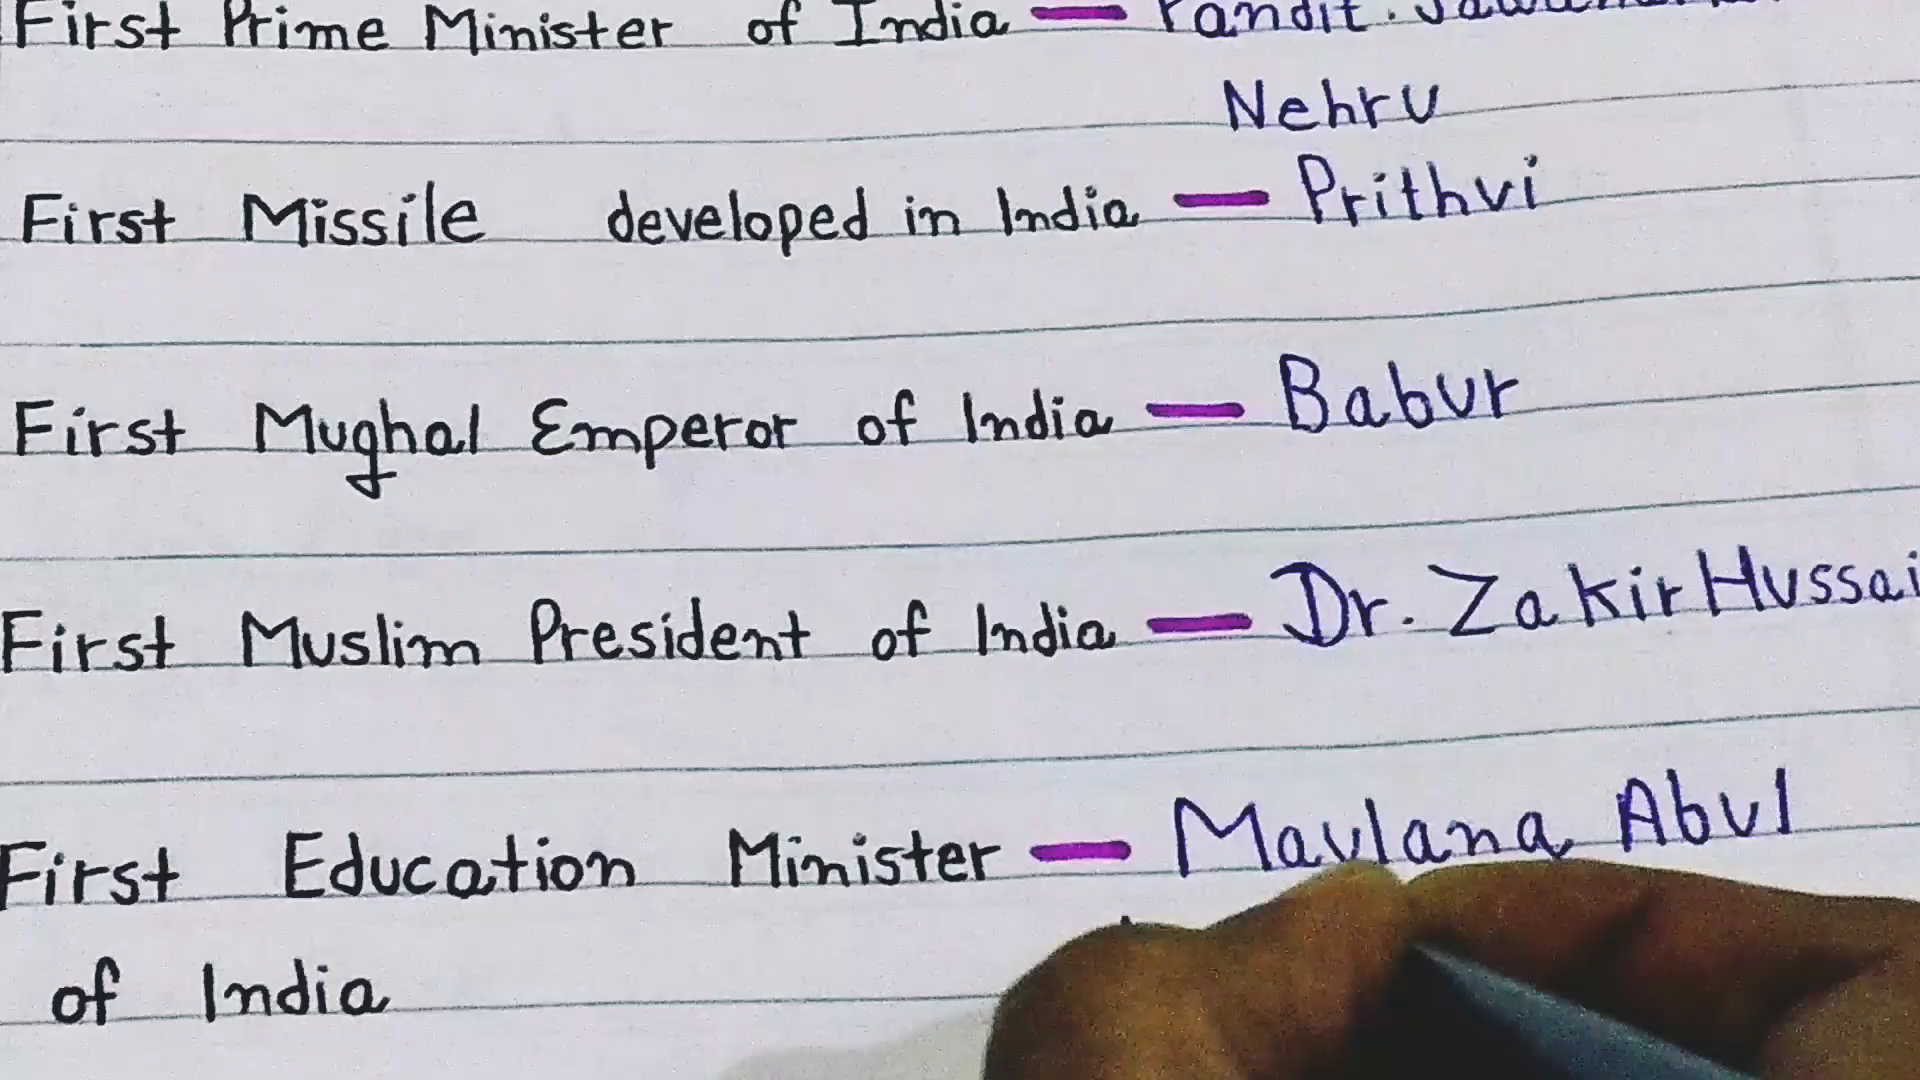 First Prime Minister of India — Pandit.
Nehru
First Missile developed in India — Prithvi
First Mughal Emperor of India — Babur
First Muslim President of India — Dr. Zakir Hussai
First Education Minister — Maulana Abul
of India